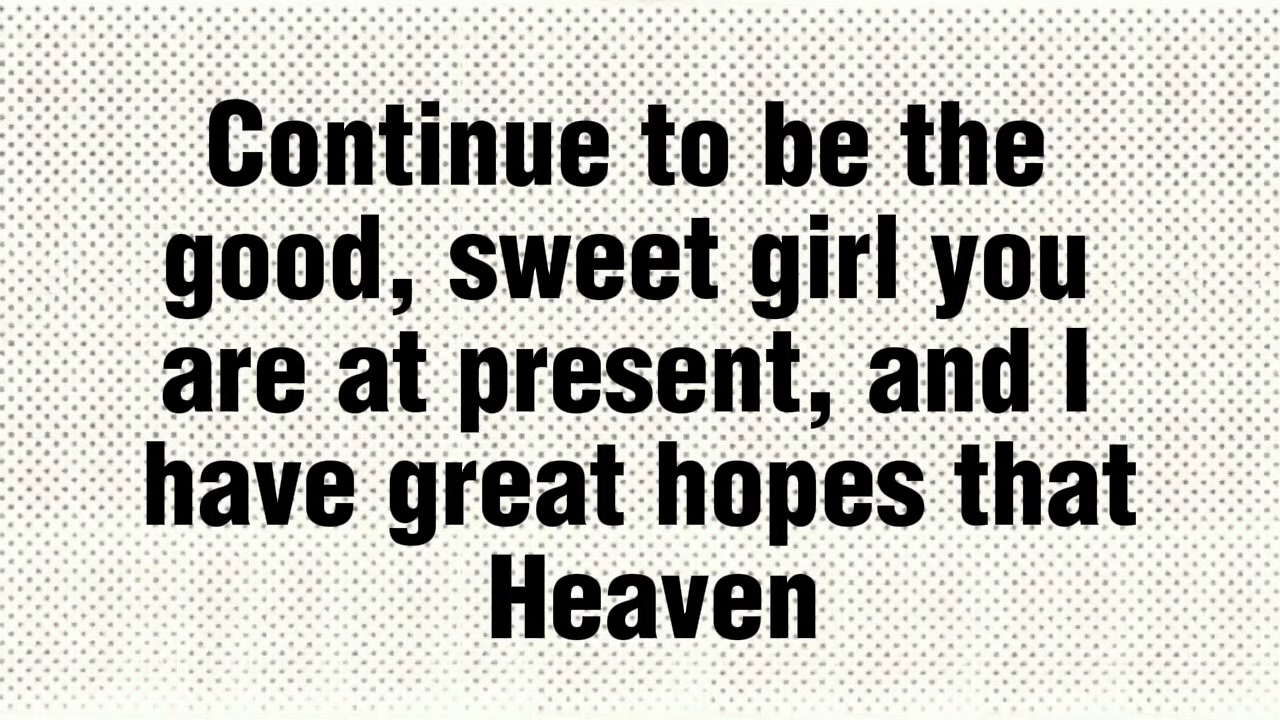 Continue to be the
good, sweet girl you
are at present, and I
have great hopes that
Heaven